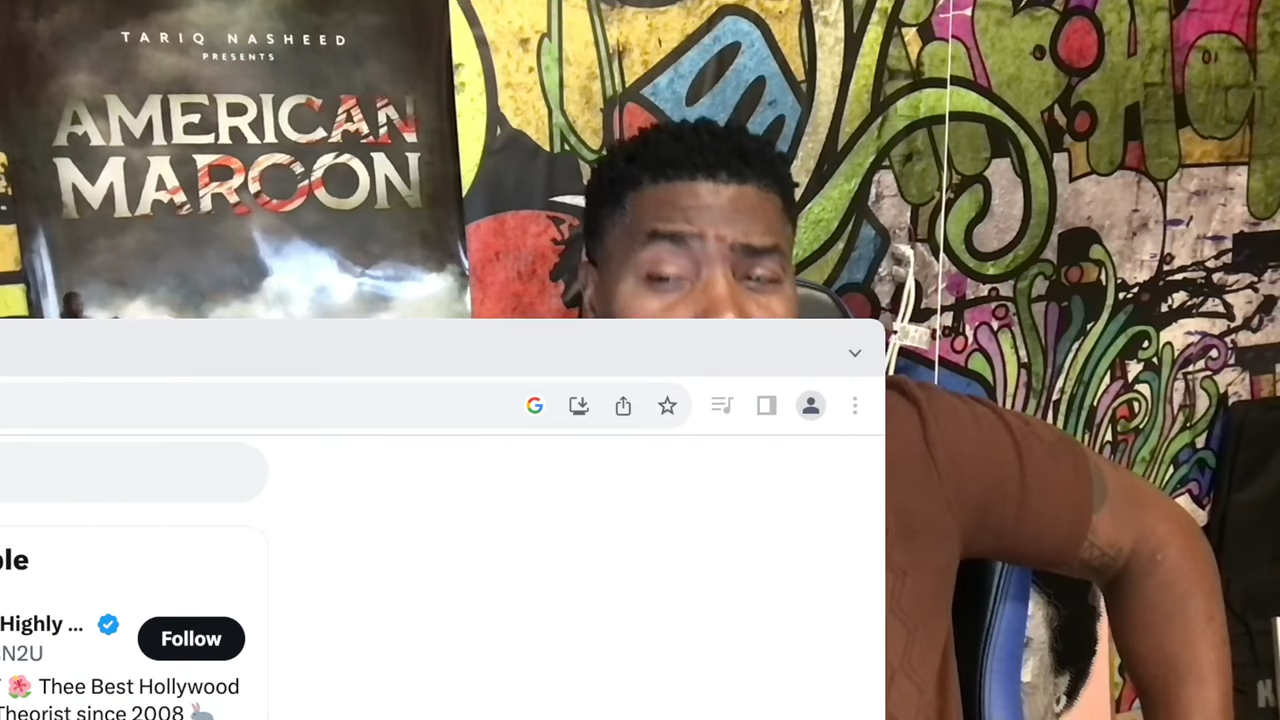 TARIQ NASHEED
PRESENTS
AMERICAN
MAROON
ple
Highly ...
Follow
N2U
🌺 Thee Best Hollywood
Theorist since 2008 🐇